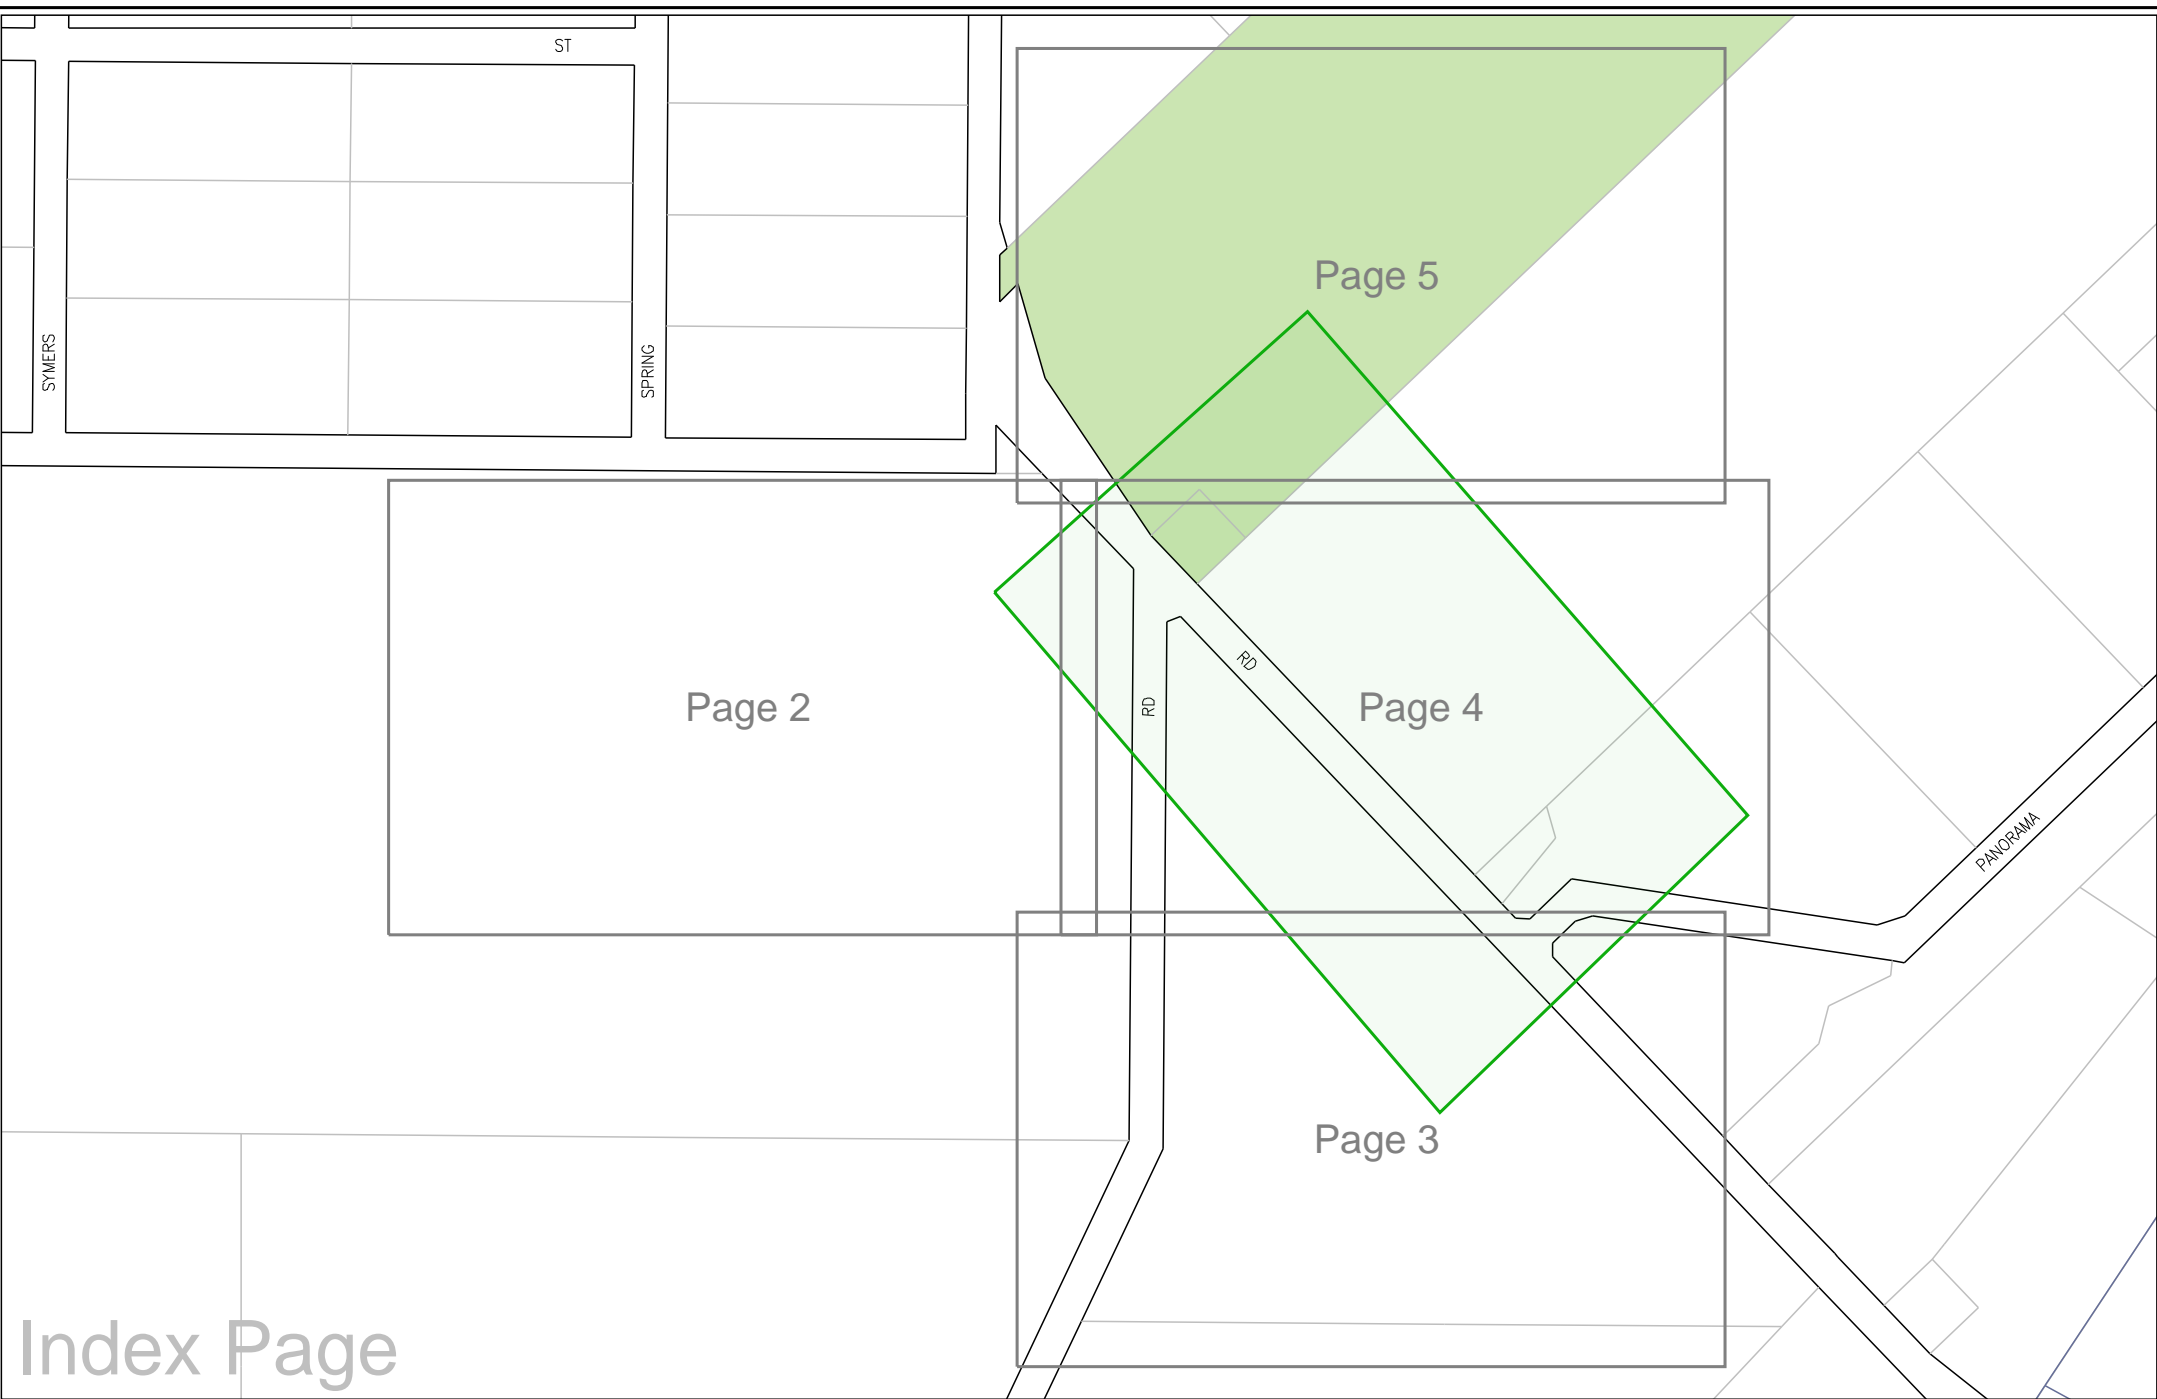 ST
Page 5
SYMERS
SPRING
RD
RD
Page 2
Page 4
PANORAMA
Page 3
Index Page